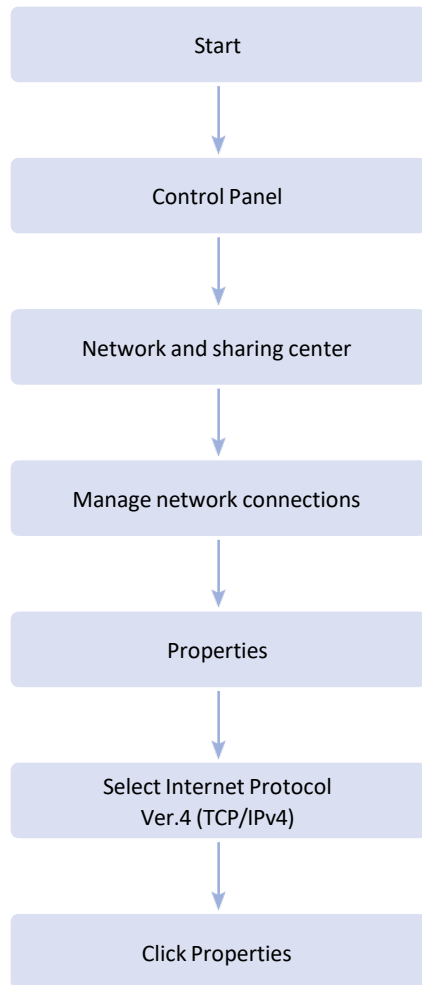 Start
Control Panel
Network and sharing center
Manage network connections
Properties
Select Internet Protocol
Ver.4 (TCP/IPv4)
Click Properties